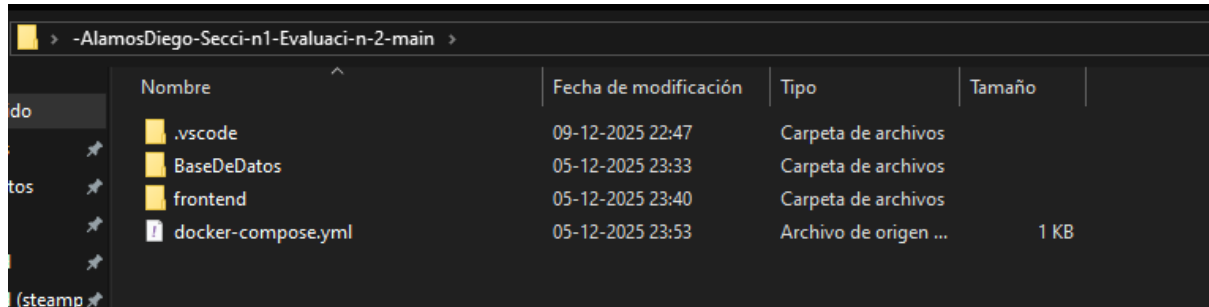 -AlamosDiego-Secci-n1-Evaluaci-n-2-main
Nombre Fecha de modificación Tipo Tamaño
ido
.vscode 09-12-2025 22:47 Carpeta de archivos
BaseDeDatos 05-12-2025 23:33 Carpeta de archivos
tos
frontend 05-12-2025 23:40 Carpeta de archivos
docker-compose.yml 05-12-2025 23:53 Archivo de origen ... 1 KB
(steamp